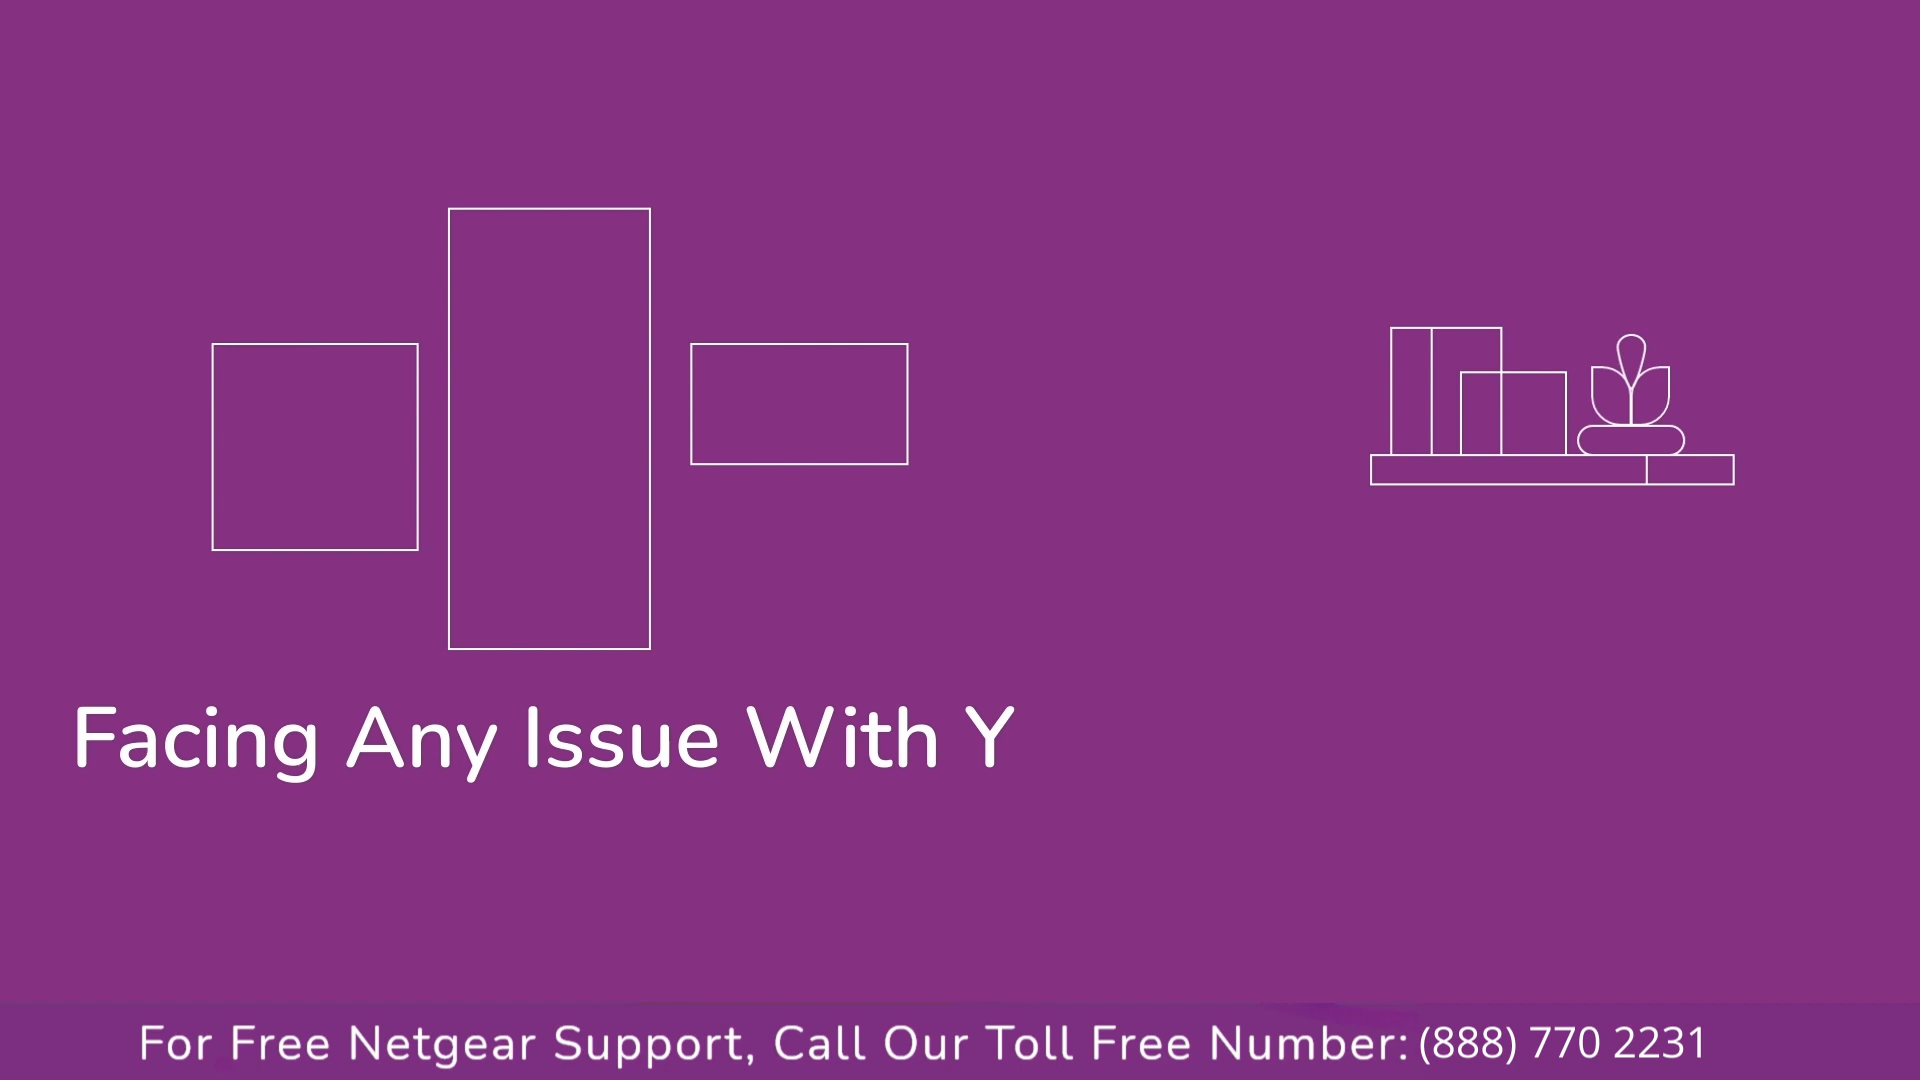 Facing Any Issue With Y
For Free Netgear Support, Call Our Toll Free Number: (888) 770 2231